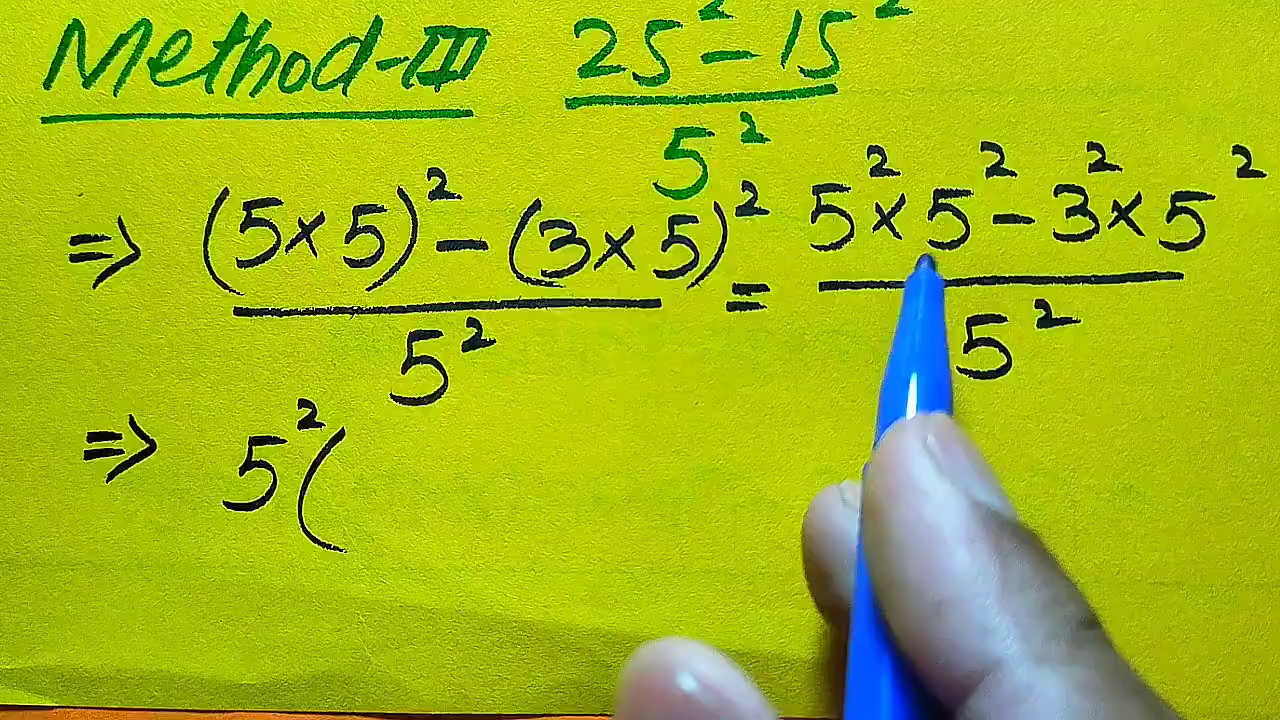 Method-III 25² - 15²
5²
=> (5×5)² - (3×5)² = 5²×5² - 3²×5²
5² 5²
=> 5²(